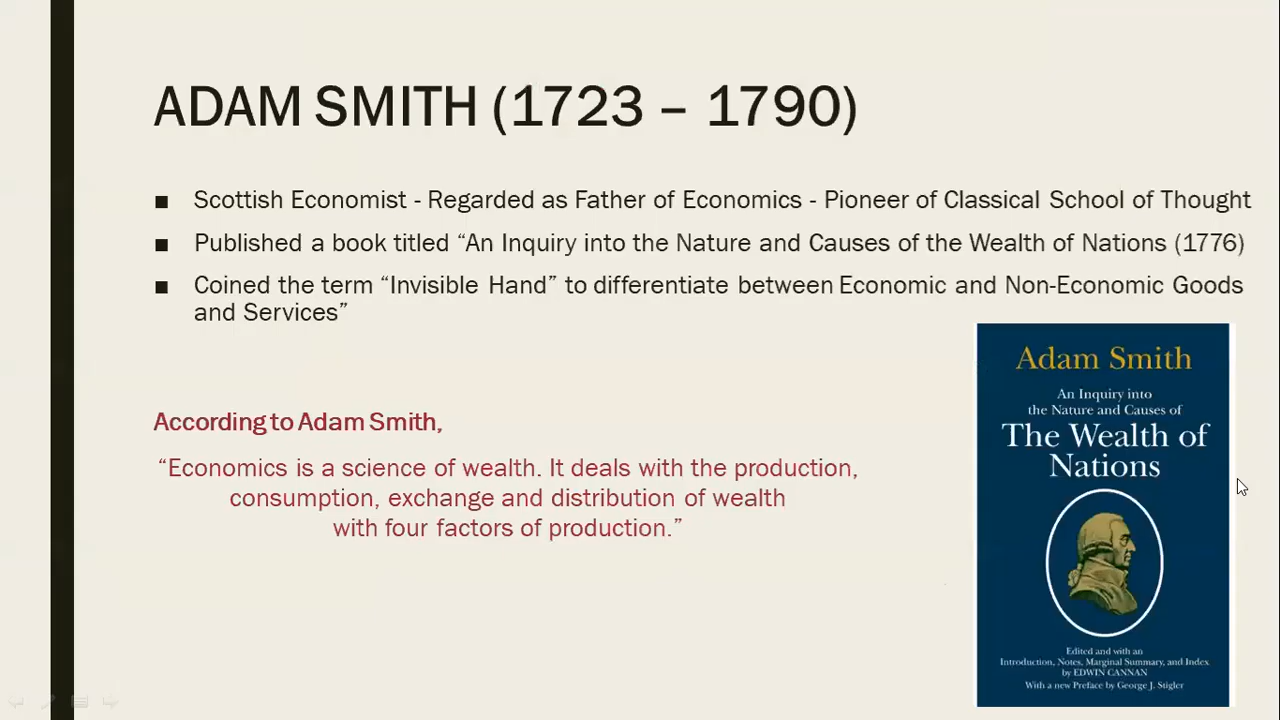 ADAM SMITH (1723 – 1790)
■ Scottish Economist - Regarded as Father of Economics - Pioneer of Classical School of Thought
■ Published a book titled “An Inquiry into the Nature and Causes of the Wealth of Nations (1776)
■ Coined the term “Invisible Hand” to differentiate between Economic and Non-Economic Goods
and Services”
According to Adam Smith,
“Economics is a science of wealth. It deals with the production,
consumption, exchange and distribution of wealth
with four factors of production.”
Adam Smith
An Inquiry into
the Nature and Causes of
The Wealth of
Nations
Edited and with an
Introduction, Notes, Marginal Summary, and Index
by EDWIN CANNAN
With a new Preface by George J. Stigler